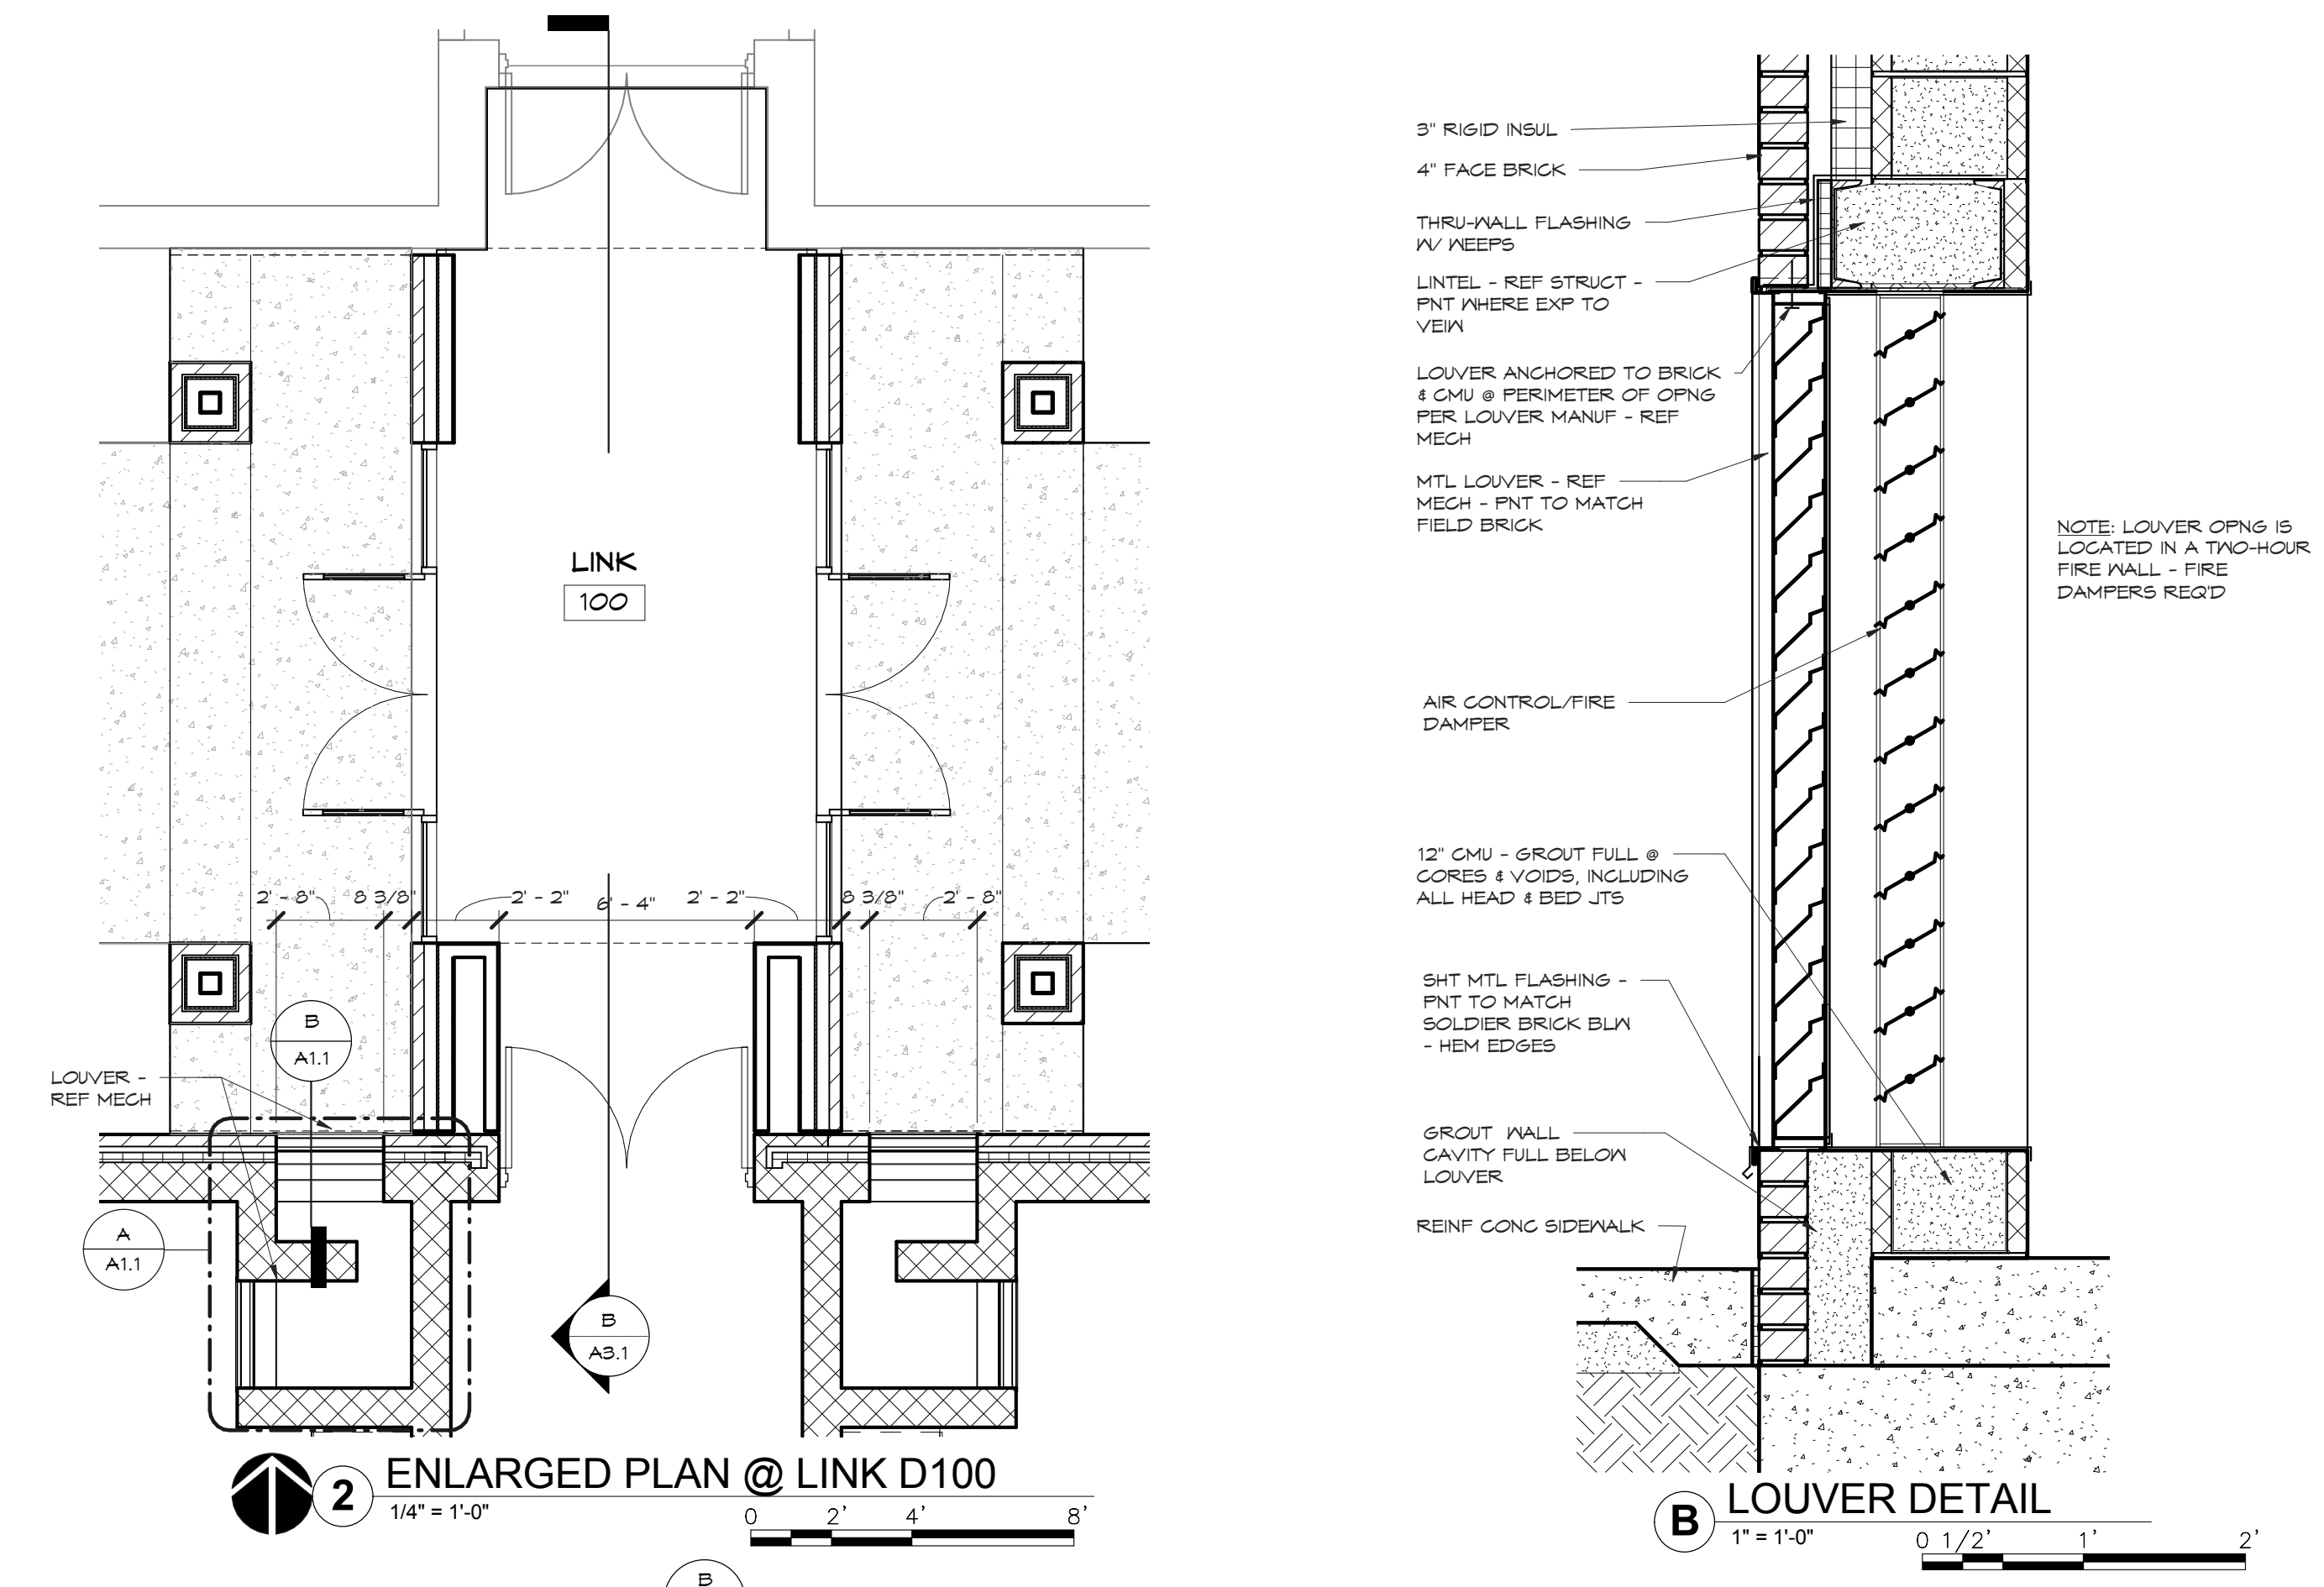 LINK
100
2' - 8"
8 3/8"
2' - 2"
6' - 4"
2' - 2"
8 3/8"
2' - 8"
B
A1.1
LOUVER -
REF MECH
A
A1.1
B
A3.1
2
ENLARGED PLAN @ LINK D100
1/4" = 1'-0"
0 2' 4' 8'
B
3" RIGID INSUL
4" FACE BRICK
THRU-WALL FLASHING
W/ WEEPS
LINTEL - REF STRUCT -
PNT WHERE EXP TO
VEIW
LOUVER ANCHORED TO BRICK
& CMU @ PERIMETER OF OPNG
PER LOUVER MANUF - REF
MECH
MTL LOUVER - REF
MECH - PNT TO MATCH
FIELD BRICK
NOTE: LOUVER OPNG IS
LOCATED IN A TWO-HOUR
FIRE WALL - FIRE
DAMPERS REQ'D
AIR CONTROL/FIRE
DAMPER
12" CMU - GROUT FULL @
CORES & VOIDS, INCLUDING
ALL HEAD & BED JTS
SHT MTL FLASHING -
PNT TO MATCH
SOLDIER BRICK BLW
- HEM EDGES
GROUT WALL
CAVITY FULL BELOW
LOUVER
REINF CONC SIDEWALK
B
LOUVER DETAIL
1" = 1'-0"
0 1/2' 1' 2'